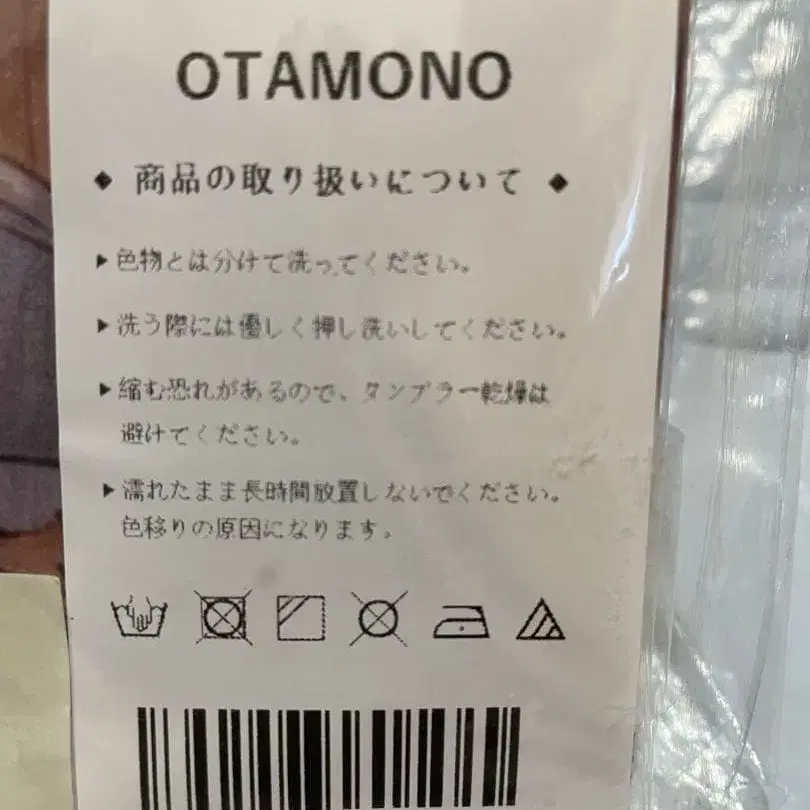 OTAMONO
◆ 商品の取り扱いについて ◆
▶色物とは分けて洗ってください。
▶洗う際には優しく押し洗いしてください。
▶縮む恐れがあるので、タンブラー乾燥は
避けてください。
▶濡れたまま長時間放置しないでください。
色移りの原因になります。